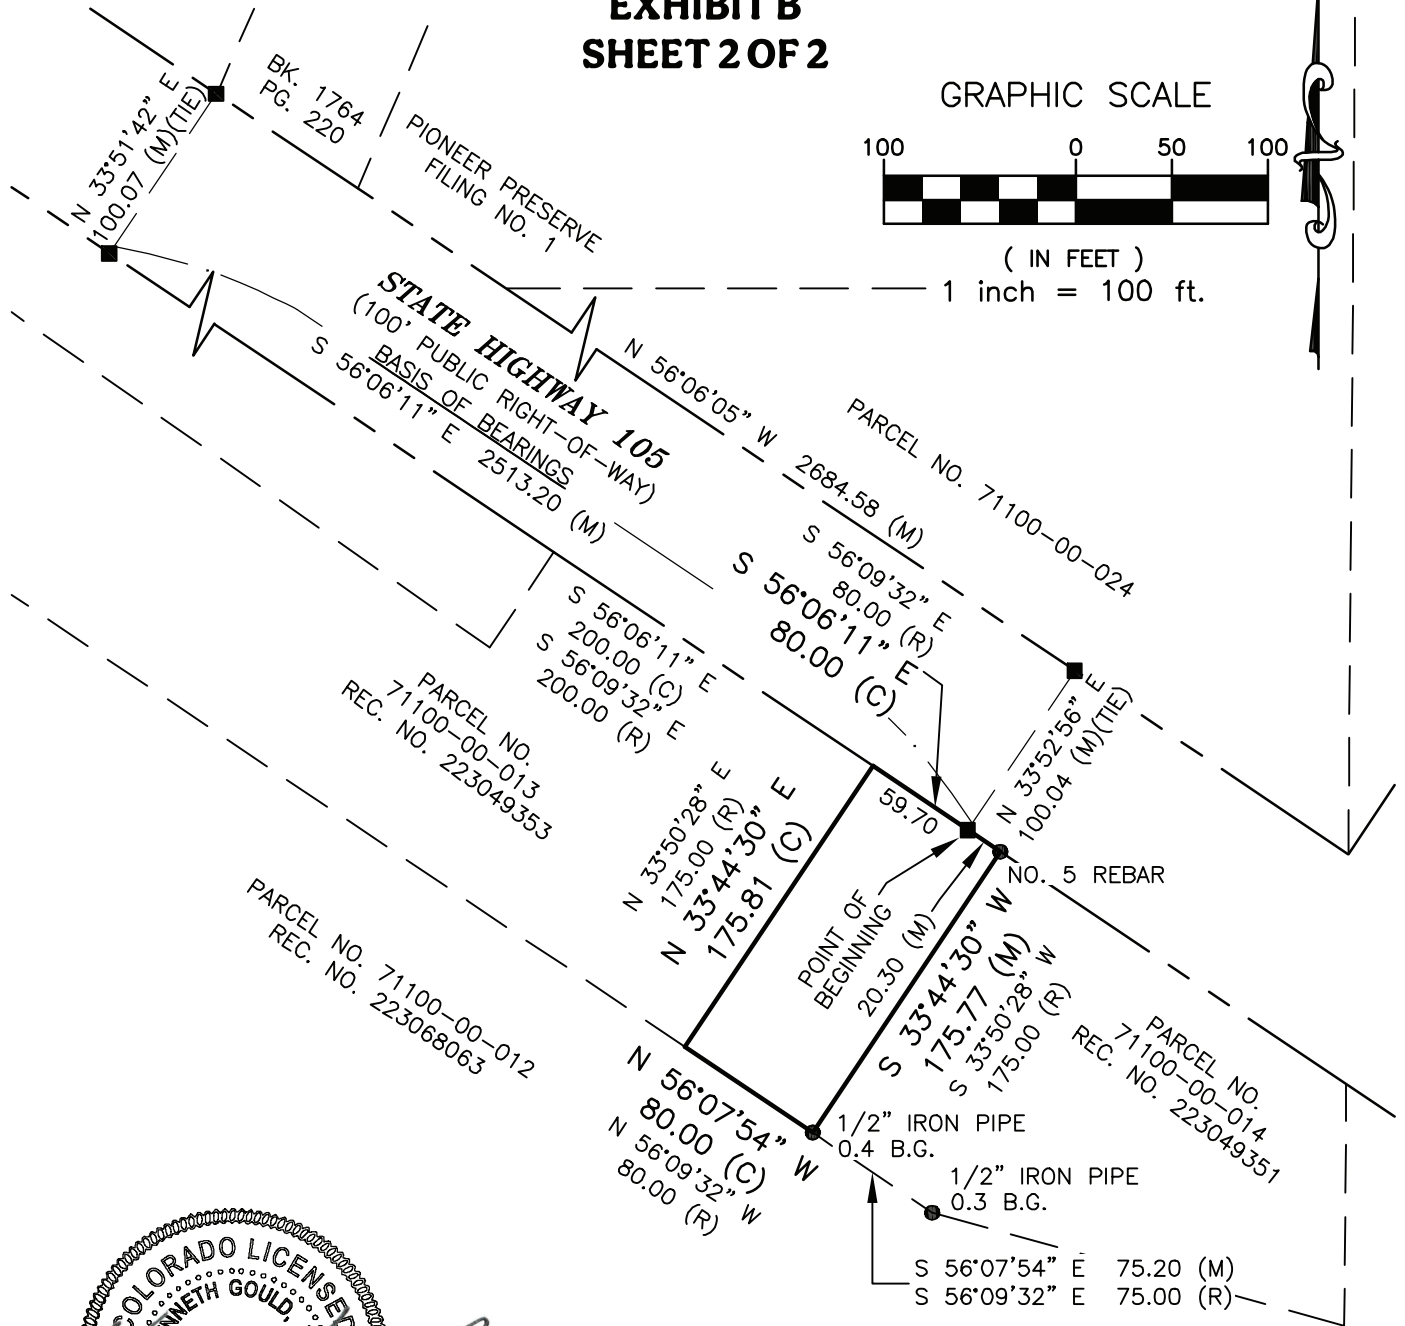 EXHIBIT B
SHEET 2 OF 2
GRAPHIC SCALE
100 0 50 100
( IN FEET )
1 inch = 100 ft.
N 33°51'42" E
100.07 (M)(TIE)
BK. 1764
PG. 220
PIONEER PRESERVE
FILING NO. 1
STATE HIGHWAY 105
(100' PUBLIC RIGHT-OF-WAY)
BASIS OF BEARINGS
S 56°06'11" E 2513.20 (M)
N 56°06'05" W 2684.58 (M)
PARCEL NO. 71100-00-024
S 56°09'32" E
80.00 (R)
S 56°06'11" E
80.00 (C)
S 56°06'11" E
200.00 (C)
S 56°09'32" E
200.00 (R)
PARCEL NO.
71100-00-013
REC. NO. 223049353
N 33°52'56" E
100.04 (M)(TIE)
59.70
N 33°50'28" E
175.00 (R)
N 33°44'30" E
175.81 (C)
POINT OF
BEGINNING
20.30 (M)
NO. 5 REBAR
S 33°44'30" W
175.77 (M)
S 33°50'28" W
175.00 (R)
PARCEL NO. 71100-00-012
REC. NO. 223068063
PARCEL NO.
71100-00-014
REC. NO. 223049351
N 56°07'54" W
80.00 (C)
N 56°09'32" W
80.00 (R)
1/2" IRON PIPE
0.4 B.G.
1/2" IRON PIPE
0.3 B.G.
S 56°07'54" E 75.20 (M)
S 56°09'32" E 75.00 (R)
COLORADO LICENSED
NNETH GOULD,